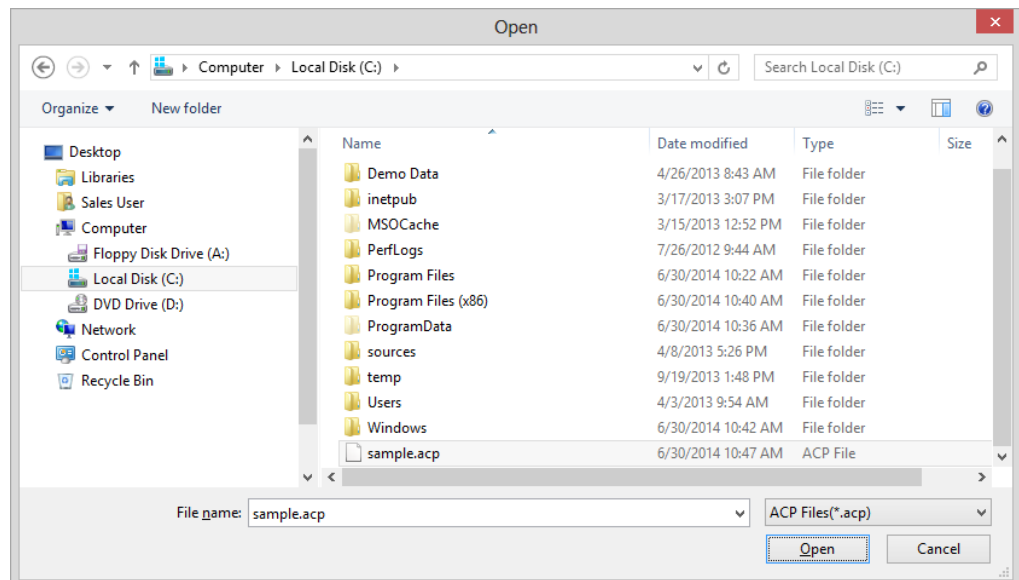 Open
Computer Local Disk (C:) Search Local Disk (C:)
Organize New folder
Name Date modified Type Size
Desktop
Libraries
Sales User
Computer
Floppy Disk Drive (A:)
Local Disk (C:)
DVD Drive (D:)
Network
Control Panel
Recycle Bin
Demo Data 4/26/2013 8:43 AM File folder
inetpub 3/17/2013 3:07 PM File folder
MSOCache 3/15/2013 12:52 PM File folder
PerfLogs 7/26/2012 9:44 AM File folder
Program Files 6/30/2014 10:22 AM File folder
Program Files (x86) 6/30/2014 10:40 AM File folder
ProgramData 6/30/2014 10:36 AM File folder
sources 4/8/2013 5:26 PM File folder
temp 9/19/2013 1:48 PM File folder
Users 4/3/2013 9:54 AM File folder
Windows 6/30/2014 10:42 AM File folder
sample.acp 6/30/2014 10:47 AM ACP File
File name: sample.acp ACP Files(*.acp)
Open Cancel